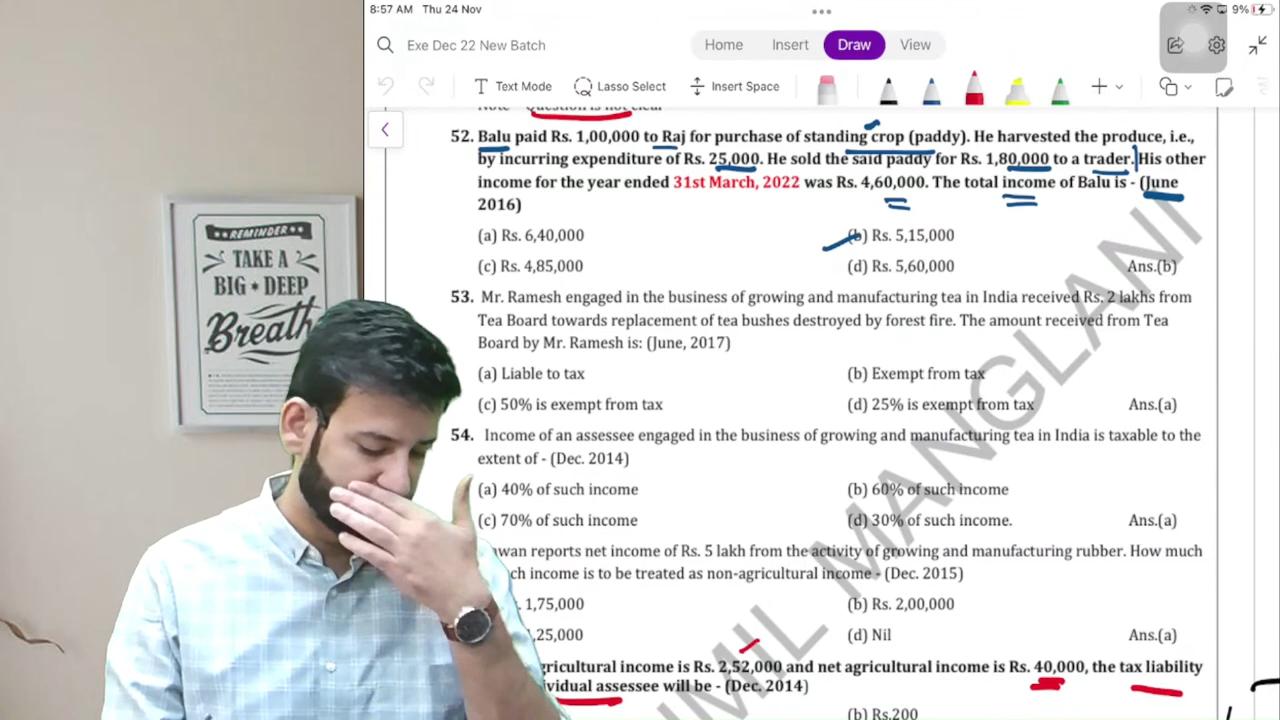 8:57 AM Thu 24 Nov
9%
Exe Dec 22 New Batch
Home Insert Draw View
Text Mode Lasso Select Insert Space
Question is not clear
52. Balu paid Rs. 1,00,000 to Raj for purchase of standing crop (paddy). He harvested the produce, i.e.,
by incurring expenditure of Rs. 25,000. He sold the said paddy for Rs. 1,80,000 to a trader. His other
income for the year ended 31st March, 2022 was Rs. 4,60,000. The total income of Balu is - (June
2016)
(a) Rs. 6,40,000 (b) Rs. 5,15,000
(c) Rs. 4,85,000 (d) Rs. 5,60,000 Ans.(b)
53. Mr. Ramesh engaged in the business of growing and manufacturing tea in India received Rs. 2 lakhs from
Tea Board towards replacement of tea bushes destroyed by forest fire. The amount received from Tea
Board by Mr. Ramesh is: (June, 2017)
(a) Liable to tax (b) Exempt from tax
(c) 50% is exempt from tax (d) 25% is exempt from tax Ans.(a)
54. Income of an assessee engaged in the business of growing and manufacturing tea in India is taxable to the
extent of - (Dec. 2014)
(a) 40% of such income (b) 60% of such income
(c) 70% of such income (d) 30% of such income. Ans.(a)
wan reports net income of Rs. 5 lakh from the activity of growing and manufacturing rubber. How much
ch income is to be treated as non-agricultural income - (Dec. 2015)
1,75,000 (b) Rs. 2,00,000
,25,000 (d) Nil Ans.(a)
gricultural income is Rs. 2,52,000 and net agricultural income is Rs. 40,000, the tax liability
vidual assessee will be - (Dec. 2014)
(b) Rs.200
MIL MANGLANI
REMINDER
TAKE A
BIG • DEEP
Breath